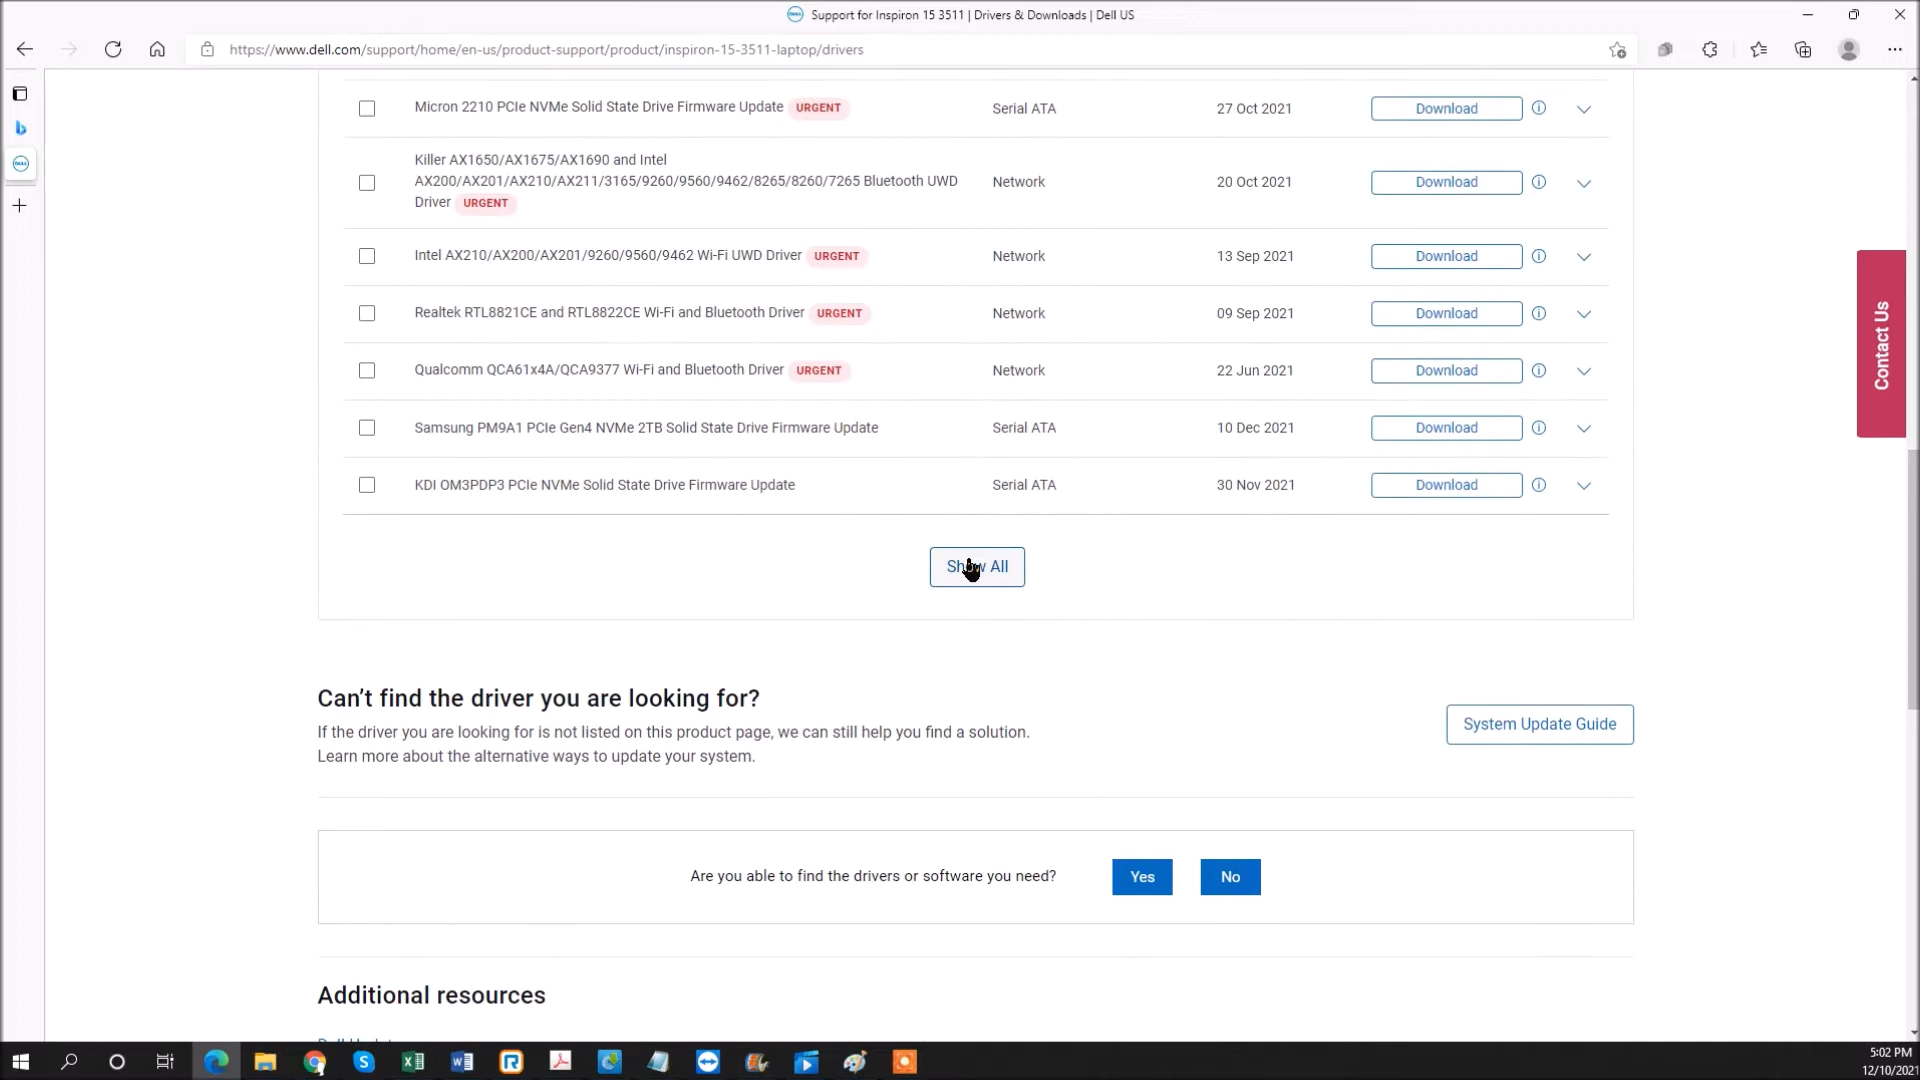 Support for Inspiron 15 3511 | Drivers & Downloads | Dell US
https://www.dell.com/support/home/en-us/product-support/product/inspiron-15-3511-laptop/drivers
Micron 2210 PCIe NVMe Solid State Drive Firmware Update URGENT Serial ATA 27 Oct 2021 Download
Killer AX1650/AX1675/AX1690 and Intel
AX200/AX201/AX210/AX211/3165/9260/9560/9462/8265/8260/7265 Bluetooth UWD Network 20 Oct 2021 Download
Driver URGENT
Intel AX210/AX200/AX201/9260/9560/9462 Wi-Fi UWD Driver URGENT Network 13 Sep 2021 Download
Realtek RTL8821CE and RTL8822CE Wi-Fi and Bluetooth Driver URGENT Network 09 Sep 2021 Download
Contact Us
Qualcomm QCA61x4A/QCA9377 Wi-Fi and Bluetooth Driver URGENT Network 22 Jun 2021 Download
Samsung PM9A1 PCIe Gen4 NVMe 2TB Solid State Drive Firmware Update Serial ATA 10 Dec 2021 Download
KDI OM3PDP3 PCIe NVMe Solid State Drive Firmware Update Serial ATA 30 Nov 2021 Download
Show All
Can’t find the driver you are looking for?
If the driver you are looking for is not listed on this product page, we can still help you find a solution.
Learn more about the alternative ways to update your system.
System Update Guide
Are you able to find the drivers or software you need? Yes No
Additional resources
5:02 PM
12/10/2021